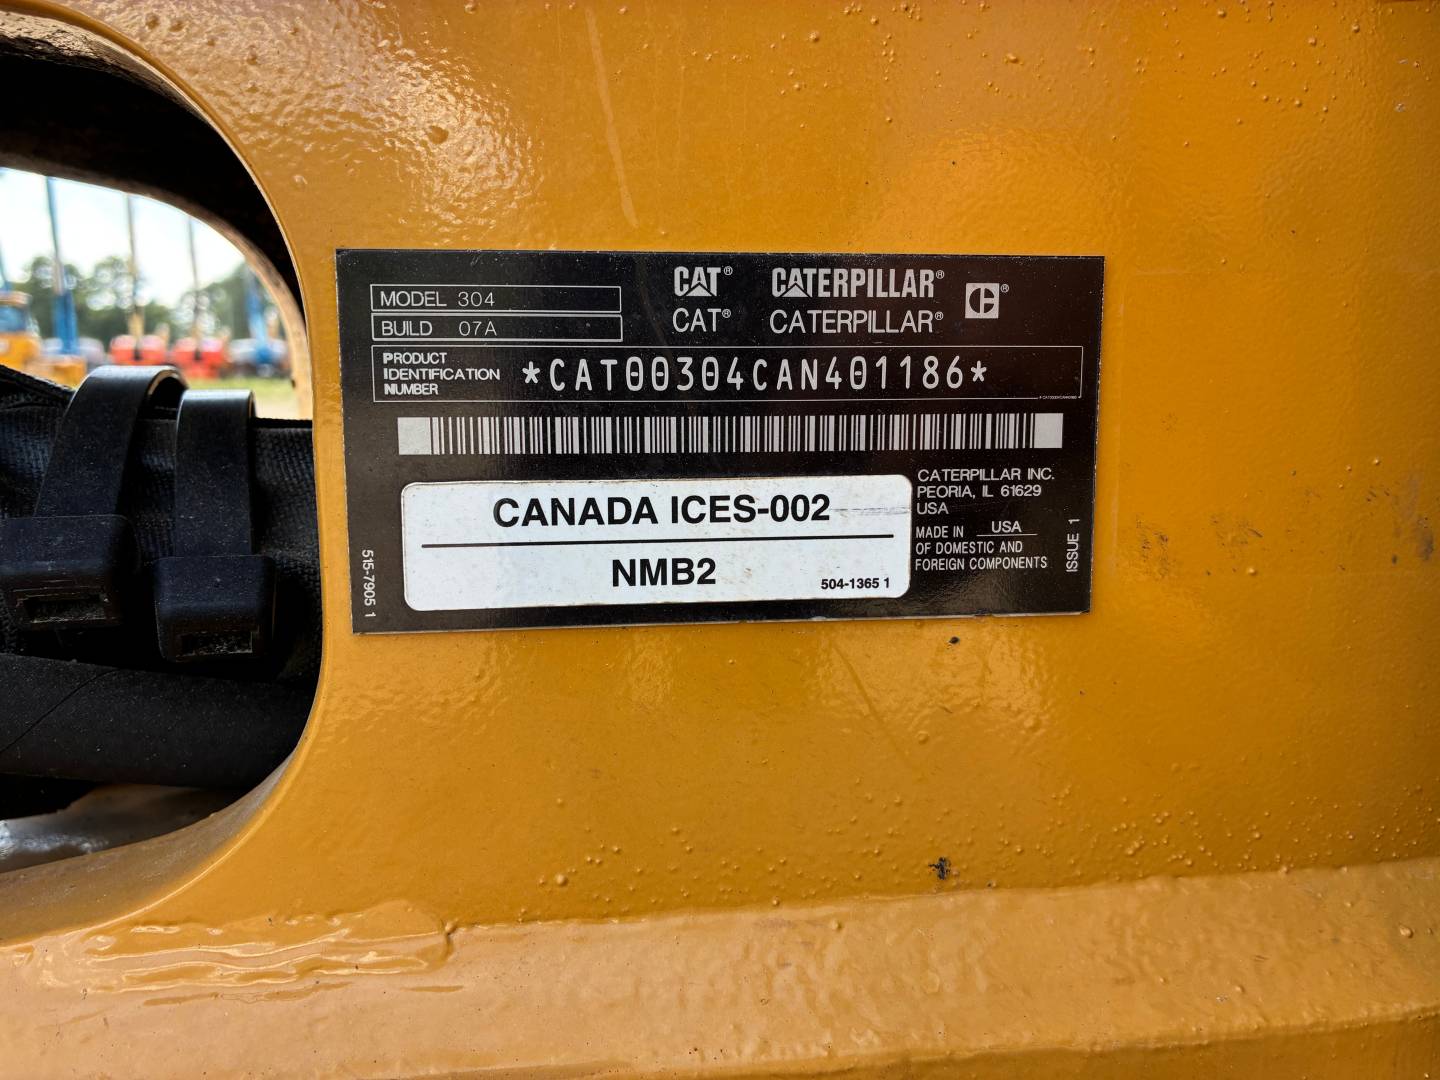 MODEL 304
BUILD 07A
CAT® CATERPILLAR® C®
CAT® CATERPILLAR®
PRODUCT
IDENTIFICATION
NUMBER
*CAT00304CAN401186*
CANADA ICES-002
NMB2
504-1365 1
CATERPILLAR INC.
PEORIA, IL 61629
USA
MADE IN USA
OF DOMESTIC AND
FOREIGN COMPONENTS
ISSUE 1
515-7905 1